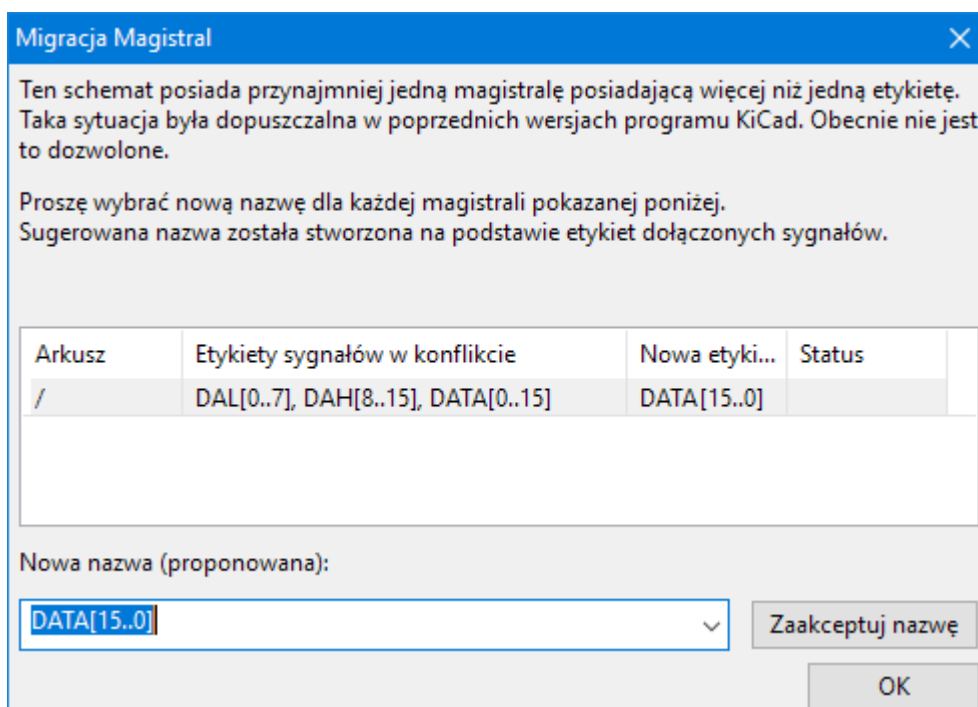 Migracja Magistral
Ten schemat posiada przynajmniej jedną magistralę posiadającą więcej niż jedną etykietę.
Taka sytuacja była dopuszczalna w poprzednich wersjach programu KiCad. Obecnie nie jest
to dozwolone.
Proszę wybrać nową nazwę dla każdej magistrali pokazanej poniżej.
Sugerowana nazwa została stworzona na podstawie etykiet dołączonych sygnałów.
Arkusz Etykiety sygnałów w konflikcie Nowa etyki... Status
/ DAL[0..7], DAH[8..15], DATA[0..15] DATA[15..0]
Nowa nazwa (proponowana):
DATA[15..0] Zaakceptuj nazwę
OK